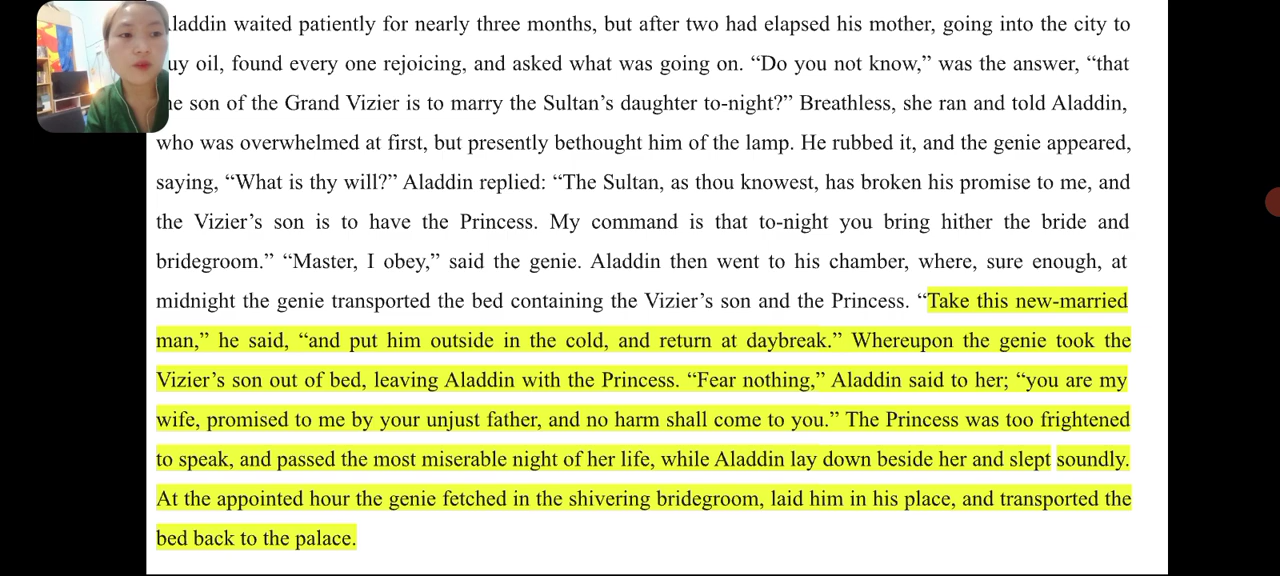 laddin waited patiently for nearly three months, but after two had elapsed his mother, going into the city to
uy oil, found every one rejoicing, and asked what was going on. “Do you not know,” was the answer, “that
he son of the Grand Vizier is to marry the Sultan’s daughter to-night?” Breathless, she ran and told Aladdin,
who was overwhelmed at first, but presently bethought him of the lamp. He rubbed it, and the genie appeared,
saying, “What is thy will?” Aladdin replied: “The Sultan, as thou knowest, has broken his promise to me, and
the Vizier’s son is to have the Princess. My command is that to-night you bring hither the bride and
bridegroom.” “Master, I obey,” said the genie. Aladdin then went to his chamber, where, sure enough, at
midnight the genie transported the bed containing the Vizier’s son and the Princess. “Take this new-married
man,” he said, “and put him outside in the cold, and return at daybreak.” Whereupon the genie took the
Vizier’s son out of bed, leaving Aladdin with the Princess. “Fear nothing,” Aladdin said to her; “you are my
wife, promised to me by your unjust father, and no harm shall come to you.” The Princess was too frightened
to speak, and passed the most miserable night of her life, while Aladdin lay down beside her and slept soundly.
At the appointed hour the genie fetched in the shivering bridegroom, laid him in his place, and transported the
bed back to the palace.